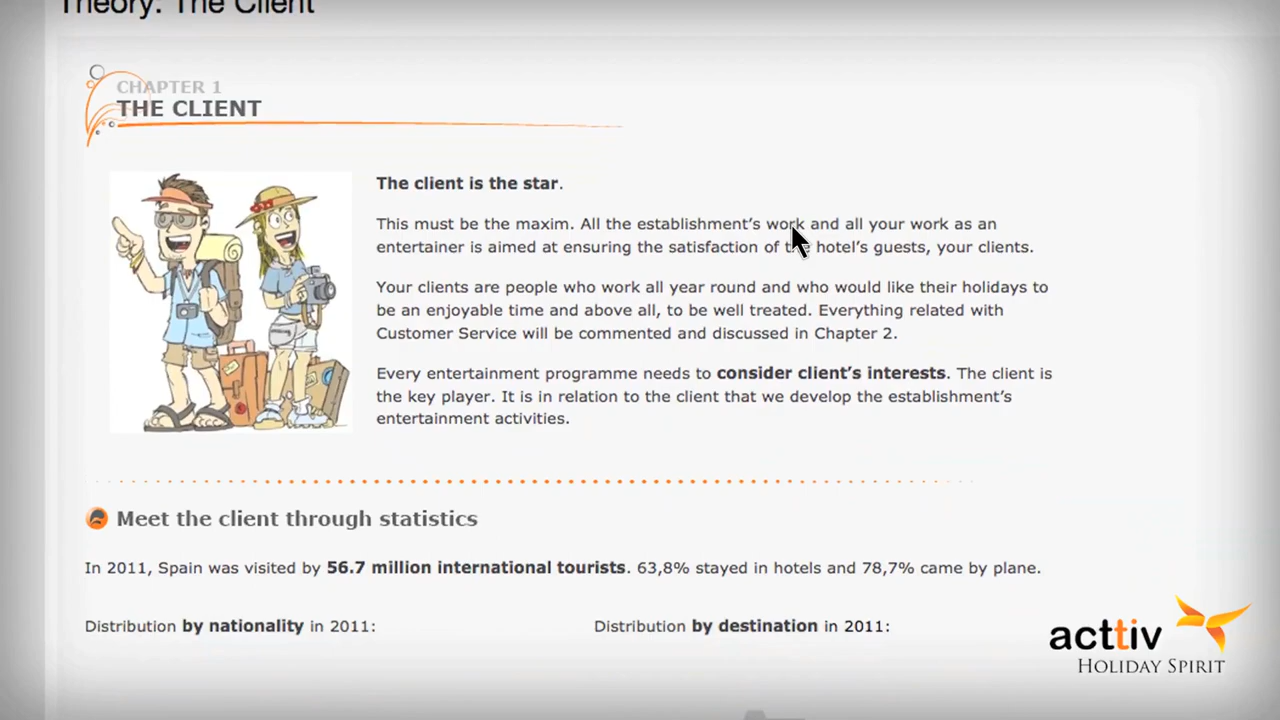 Theory: The Client
CHAPTER 1
THE CLIENT
The client is the star.
This must be the maxim. All the establishment's work and all your work as an
entertainer is aimed at ensuring the satisfaction of the hotel's guests, your clients.
Your clients are people who work all year round and who would like their holidays to
be an enjoyable time and above all, to be well treated. Everything related with
Customer Service will be commented and discussed in Chapter 2.
Every entertainment programme needs to consider client's interests. The client is
the key player. It is in relation to the client that we develop the establishment's
entertainment activities.
Meet the client through statistics
In 2011, Spain was visited by 56.7 million international tourists. 63,8% stayed in hotels and 78,7% came by plane.
Distribution by nationality in 2011:
Distribution by destination in 2011:
acttiv
HOLIDAY SPIRIT